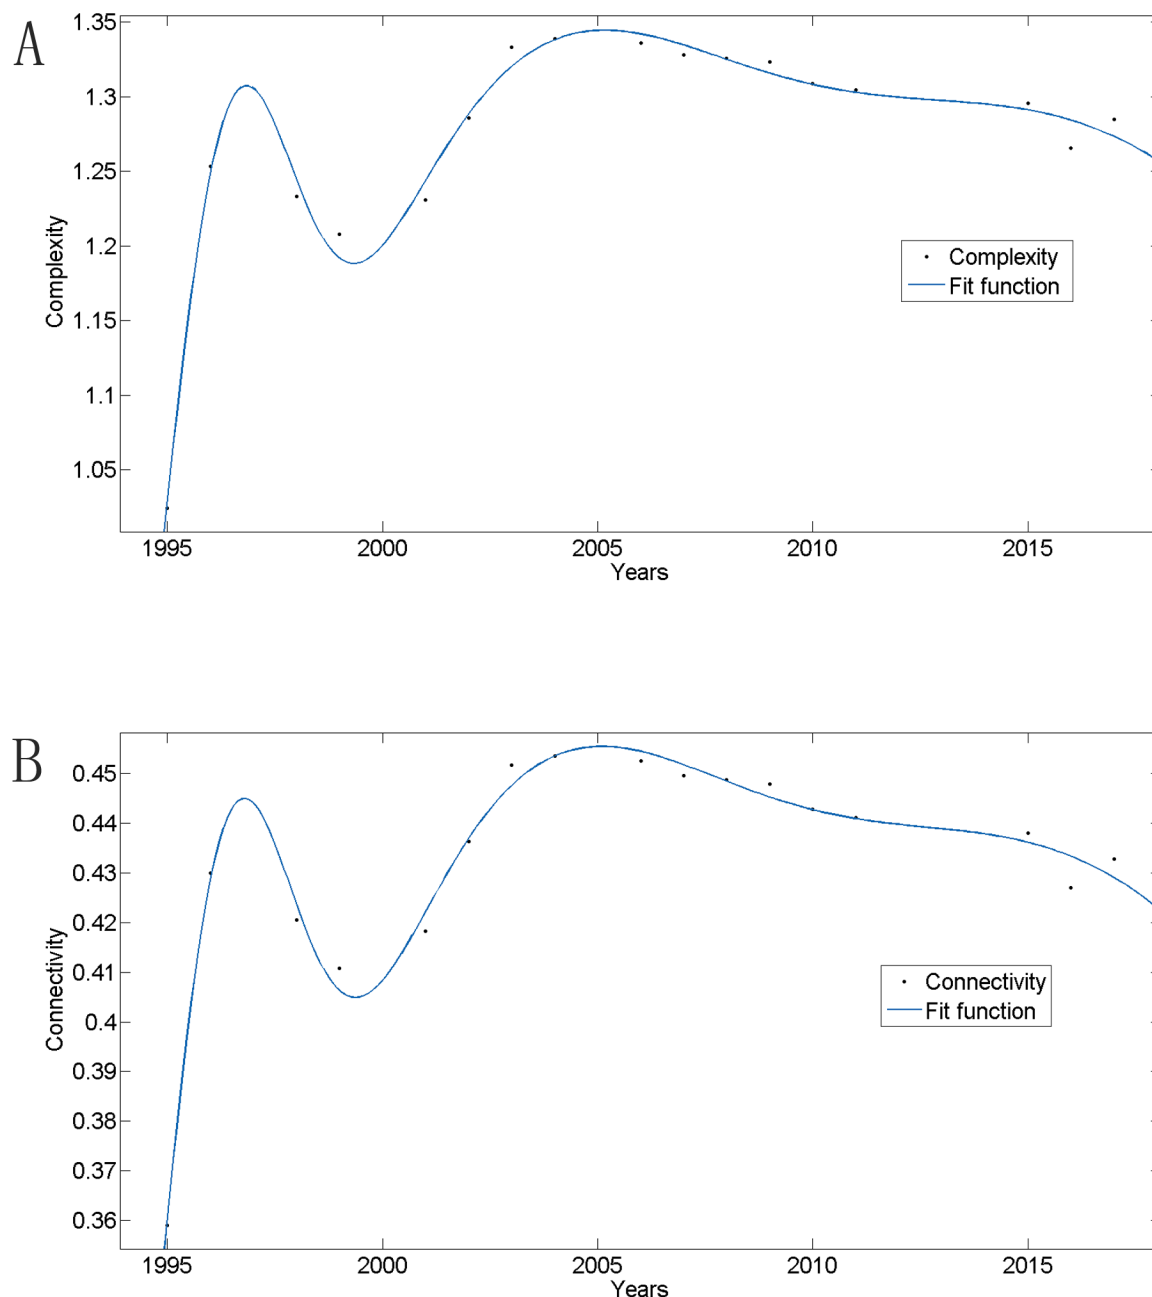 A
1.35
1.3
1.25
1.2
1.15
1.1
1.05
Complexity
Complexity
Fit function
1995 2000 2005 2010 2015
Years
B
0.45
0.44
0.43
0.42
0.41
0.4
0.39
0.38
0.37
0.36
Connectivity
Connectivity
Fit function
1995 2000 2005 2010 2015
Years